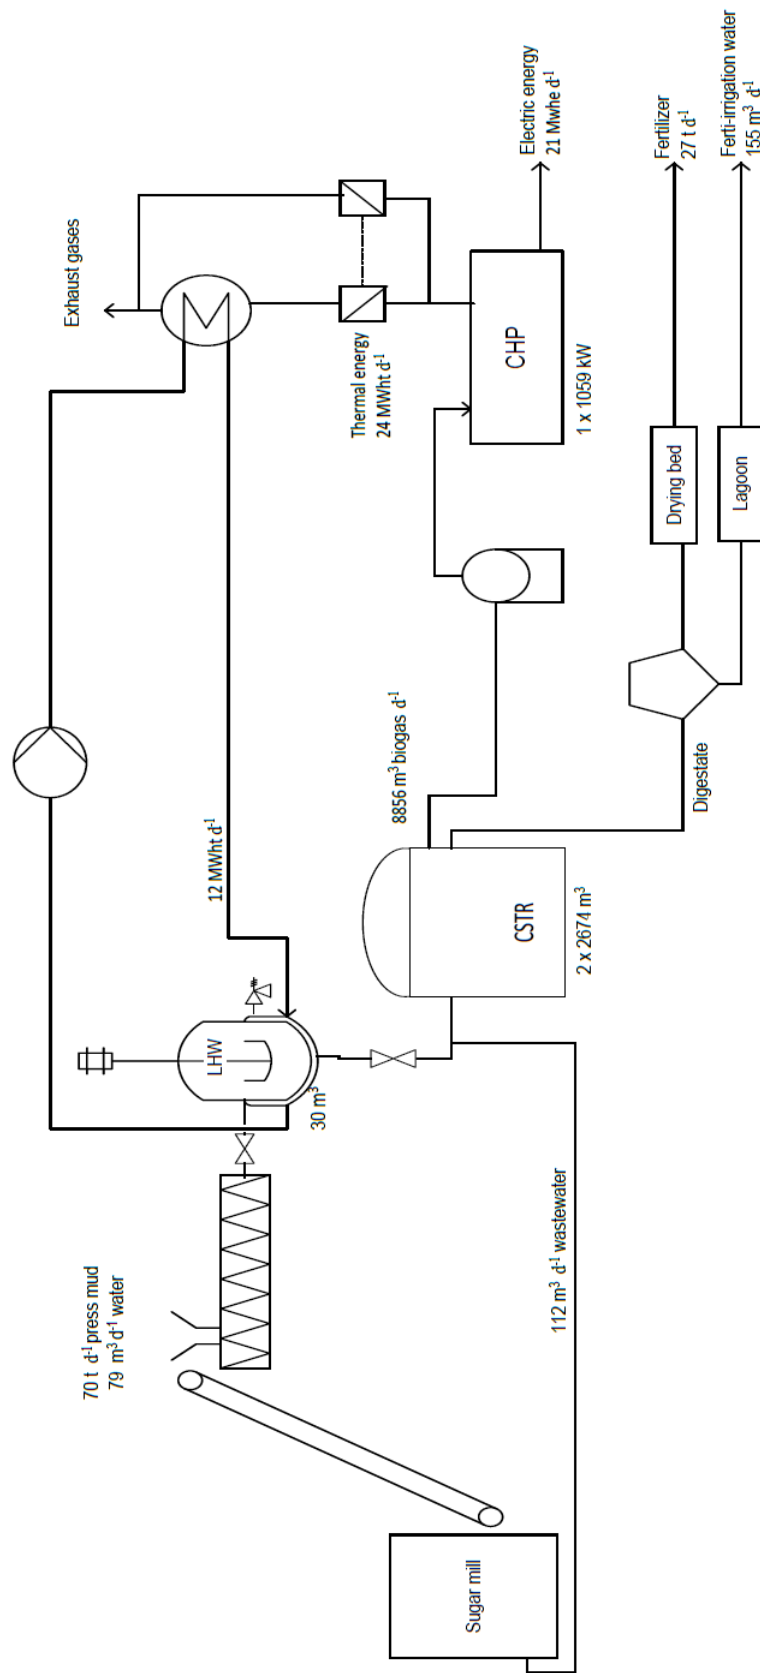 70 t d-1 press mud
79 m3 d-1 water
Sugar mill
112 m3 d-1 wastewater
LHW
30 m3
12 MWht d-1
CSTR
2 x 2674 m3
8856 m3 biogas d-1
Digestate
Exhaust gases
Thermal energy
24 MWht d-1
CHP
1 x 1059 kW
Electric energy
21 Mwhe d-1
Drying bed
Lagoon
Fertilizer
27 t d-1
Ferti-irrigation water
155 m3 d-1